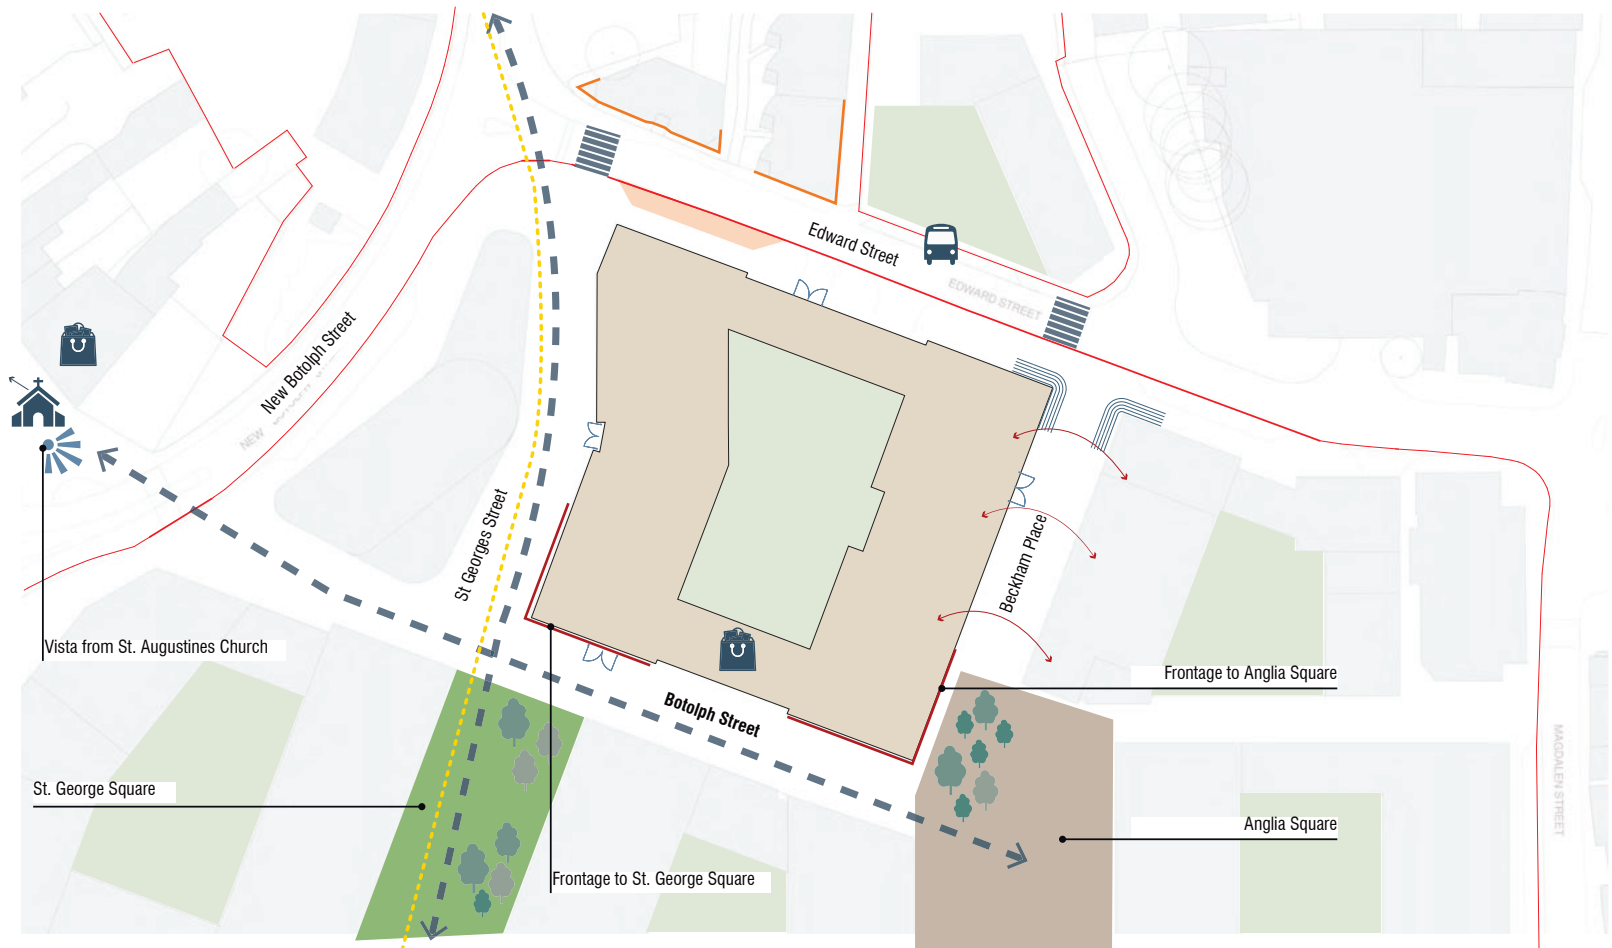 Edward Street
EDWARD STREET
New Botolph Street
NEW
St Georges Street
Beckham Place
Vista from St. Augustines Church
Frontage to Anglia Square
Botolph Street
St. George Square
Anglia Square
MAGDALEN STREET
Frontage to St. George Square